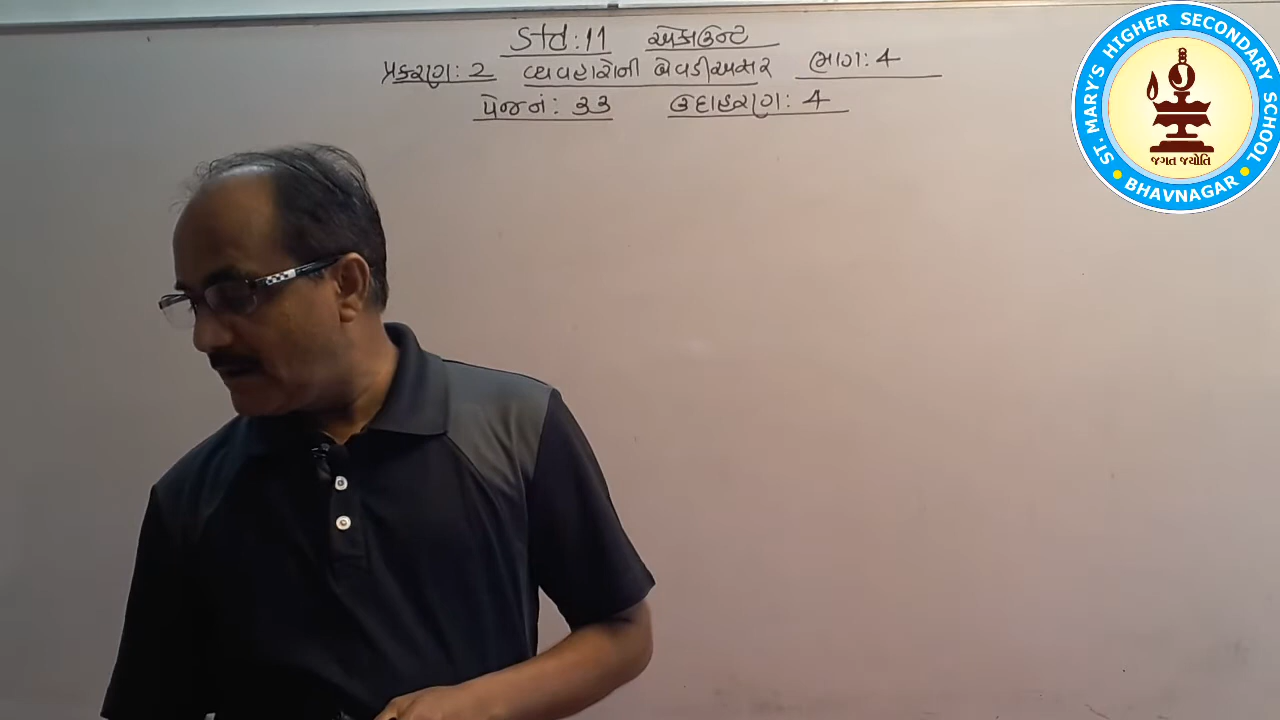 Std: 11 એકાઉન્ટ
પ્રકરણ: 2 વ્યવહારોની બેવડી અસર ભાગ: 4
પેજ નં: 33 ઉદાહરણ: 4
ST. MARY'S HIGHER SECONDARY SCHOOL
જગત જ્યોતિ
BHAVNAGAR